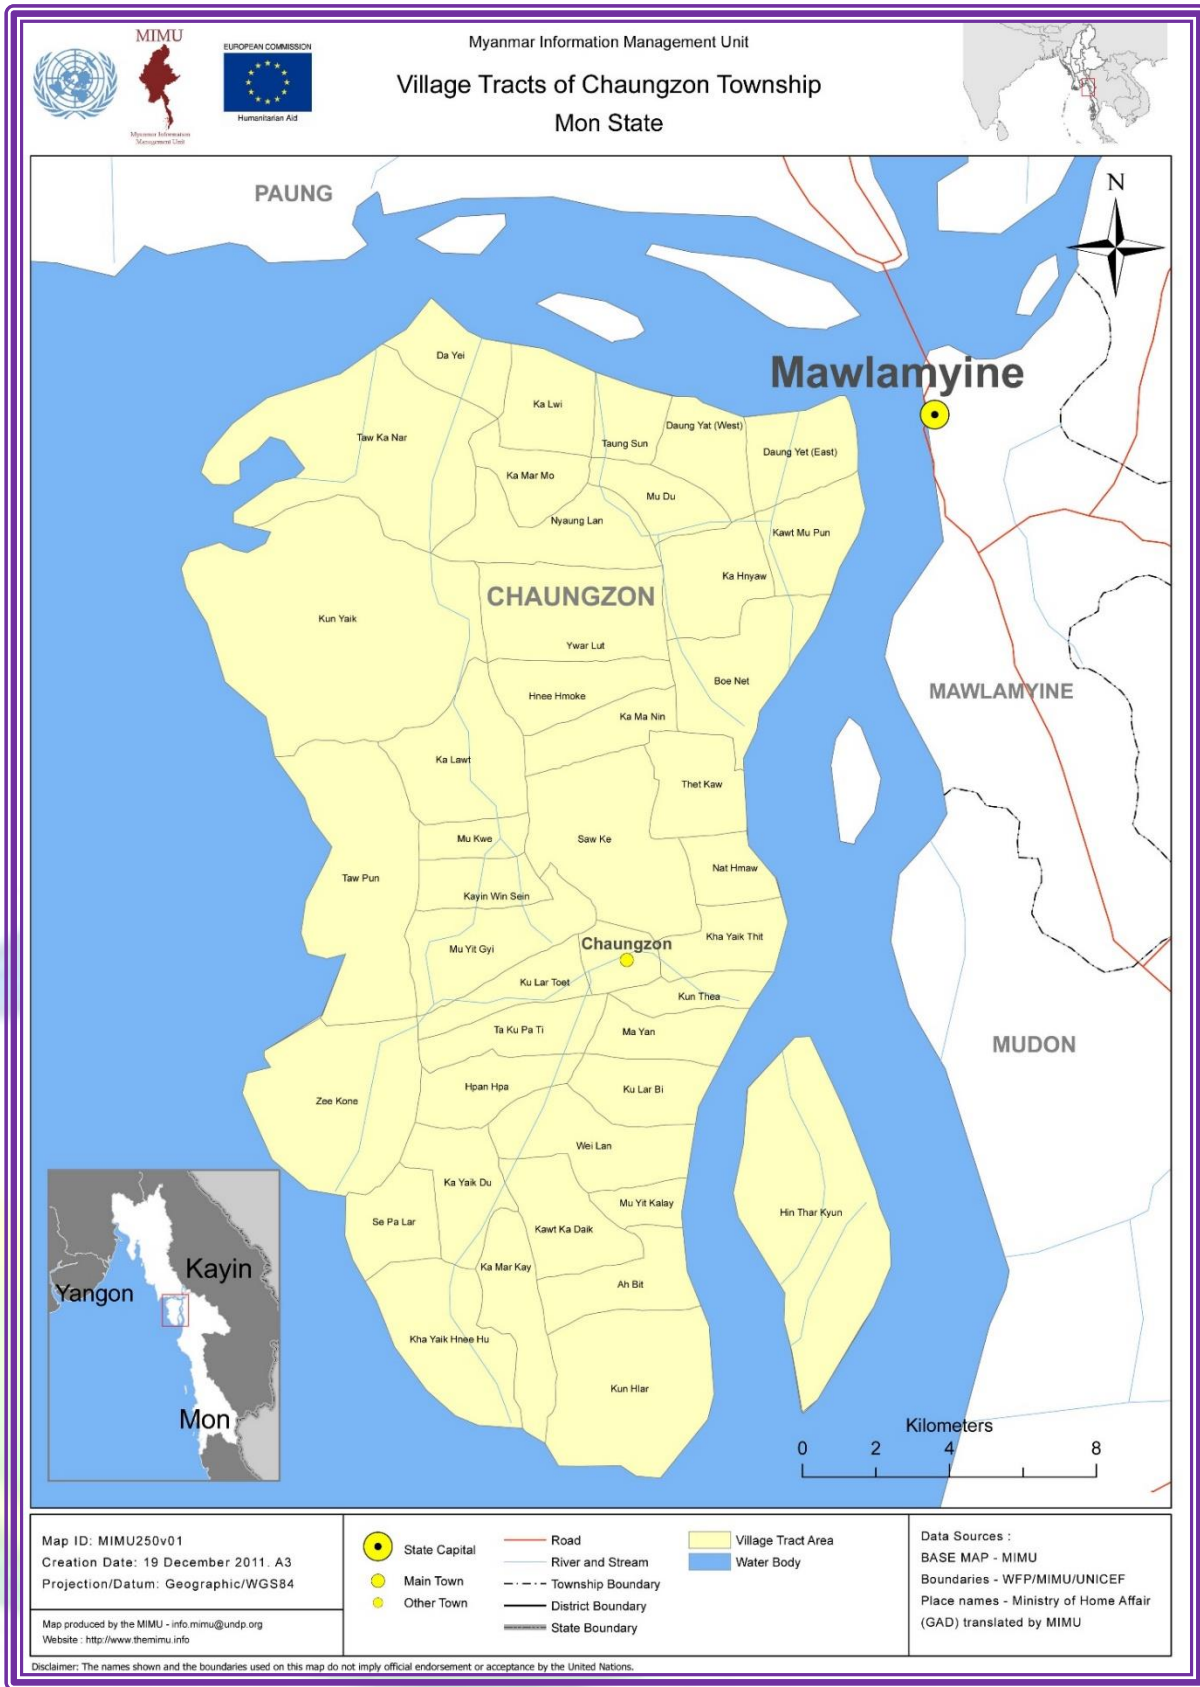 MIMU
Myanmar Information
Management Unit
EUROPEAN COMMISSION
Humanitarian Aid
Myanmar Information Management Unit
Village Tracts of Chaungzon Township
Mon State
PAUNG
N
Mawlamyine
Da Yei
Ka Lwi
Taw Ka Nar
Taung Sun
Daung Yat (West)
Daung Yet (East)
Ka Mar Mo
Mu Du
Nyaung Lan
Kawt Mu Pun
Ka Hnyaw
CHAUNGZON
Kun Yaik
Ywar Lut
Boe Net
MAWLAMYINE
Hnee Hmoke
Ka Ma Nin
Ka Lawt
Thet Kaw
Mu Kwe
Saw Ke
Taw Pun
Nat Hmaw
Kayin Win Sein
Kha Yaik Thit
Mu Yit Gyi
Chaungzon
Ku Lar Toet
Kun Thea
Ta Ku Pa Ti
Ma Yan
MUDON
Hpan Hpa
Ku Lar Bi
Zee Kone
Wei Lan
Ka Yaik Du
Mu Yit Kalay
Se Pa Lar
Kawt Ka Daik
Hin Thar Kyun
Ka Mar Kay
Ah Bit
Kha Yaik Hnee Hu
Kun Hlar
Kayin
Yangon
Mon
Kilometers
0 2 4 8
Map ID: MIMU250v01
Creation Date: 19 December 2011. A3
Projection/Datum: Geographic/WGS84
Map produced by the MIMU - info.mimu@undp.org
Website : http://www.themimu.info
State Capital
Main Town
Other Town
Road
River and Stream
Township Boundary
District Boundary
State Boundary
Village Tract Area
Water Body
Data Sources :
BASE MAP - MIMU
Boundaries - WFP/MIMU/UNICEF
Place names - Ministry of Home Affair
(GAD) translated by MIMU
Disclaimer: The names shown and the boundaries used on this map do not imply official endorsement or acceptance by the United Nations.